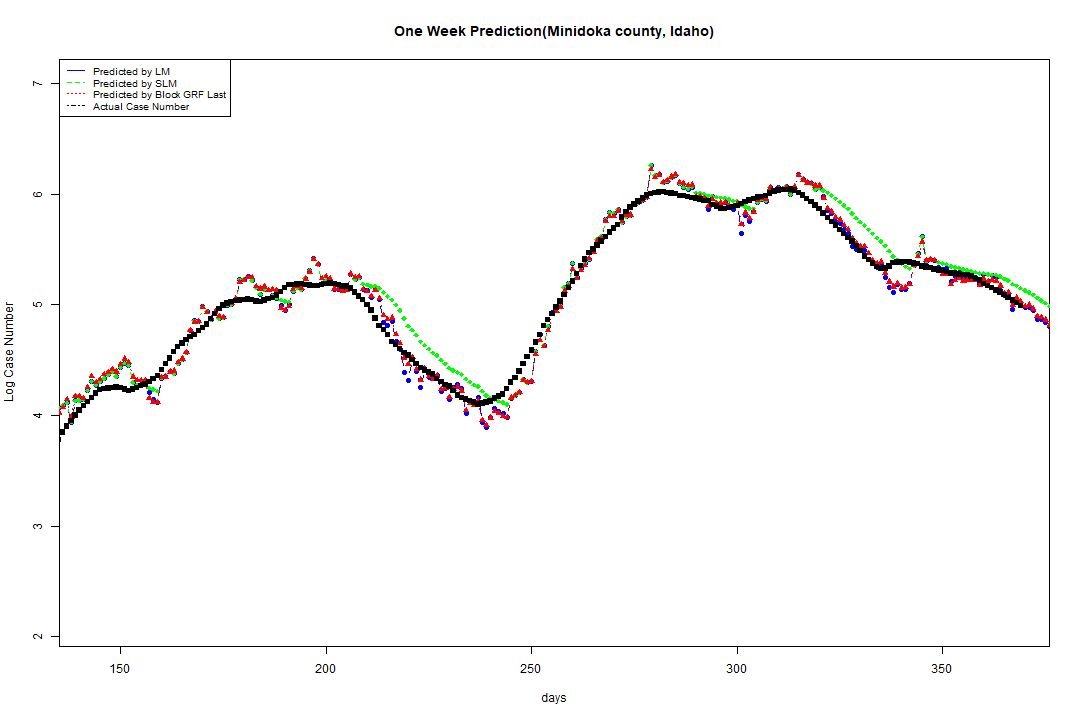 One Week Prediction(Minidoka county, Idaho)
Predicted by LM
Predicted by SLM
Predicted by Block GRF Last
Actual Case Number
7
6
5
4
3
2
Log Case Number
150 200 250 300 350
days